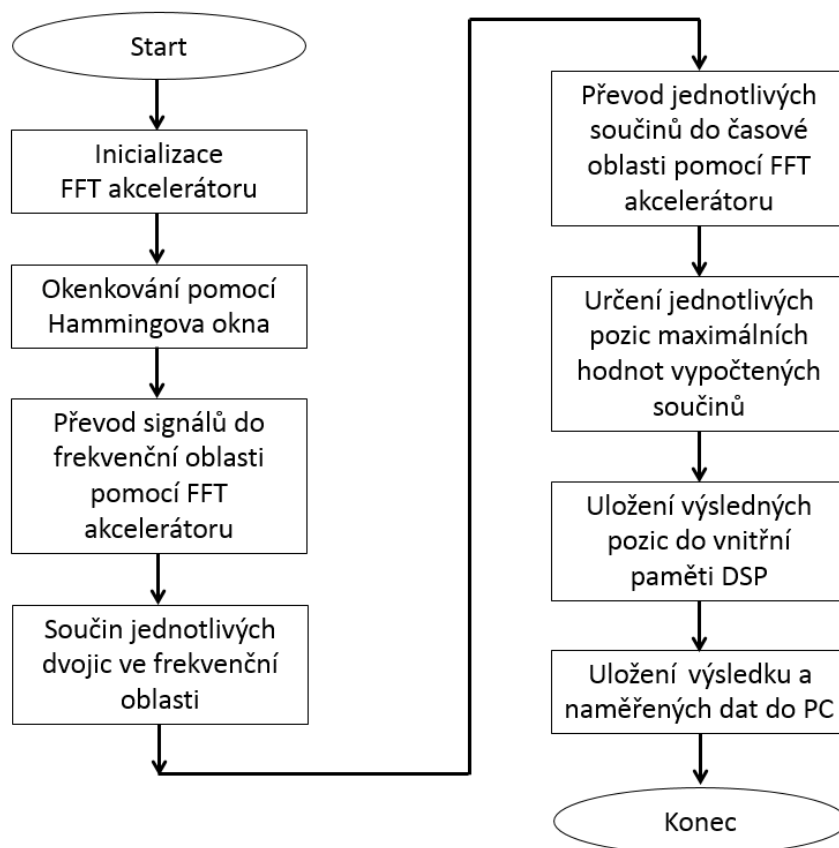 Start
Inicializace
FFT akcelerátoru
Okenkování pomocí
Hammingova okna
Převod signálů do
frekvenční oblasti
pomocí FFT
akcelerátoru
Součin jednotlivých
dvojic ve frekvenční
oblasti
Převod jednotlivých
součinů do časové
oblasti pomocí FFT
akcelerátoru
Určení jednotlivých
pozic maximálních
hodnot vypočtených
součinů
Uložení výsledných
pozic do vnitřní
paměti DSP
Uložení výsledku a
naměřených dat do PC
Konec